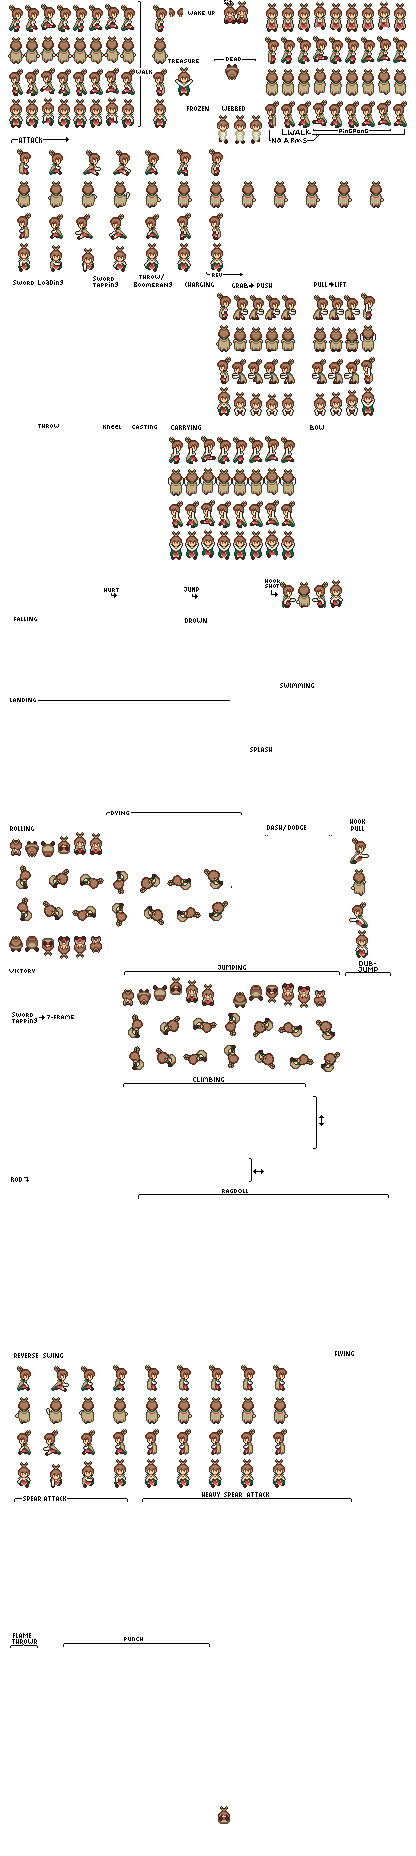 WAKE UP
WALK
TREASURE
DEAD
FROZEN
WEBBED
ATTACK
WALK
PingPong
NO ARMS
SWORD LOADING
SWORD TAPPING
THROW/
BOOMERANG
CHARGING
REV
GRAB
PUSH
PULL
LIFT
THROW
KNEEL
CASTING
CARRYING
BOW
HURT
JUMP
HOOK
SHOT
FALLING
DROWN
SWIMMING
LANDING
SPLASH
DYING
ROLLING
DASH/DODGE
HOOK
PULL
VICTORY
JUMPING
DUB-
JUMP
SWORD
TAPPING
7-FRAME
CLIMBING
ROD
RAGDOLL
REVERSE SWING
FLYING
SPEAR ATTACK
HEAVY SPEAR ATTACK
FLAME
THROWR
PUNCH